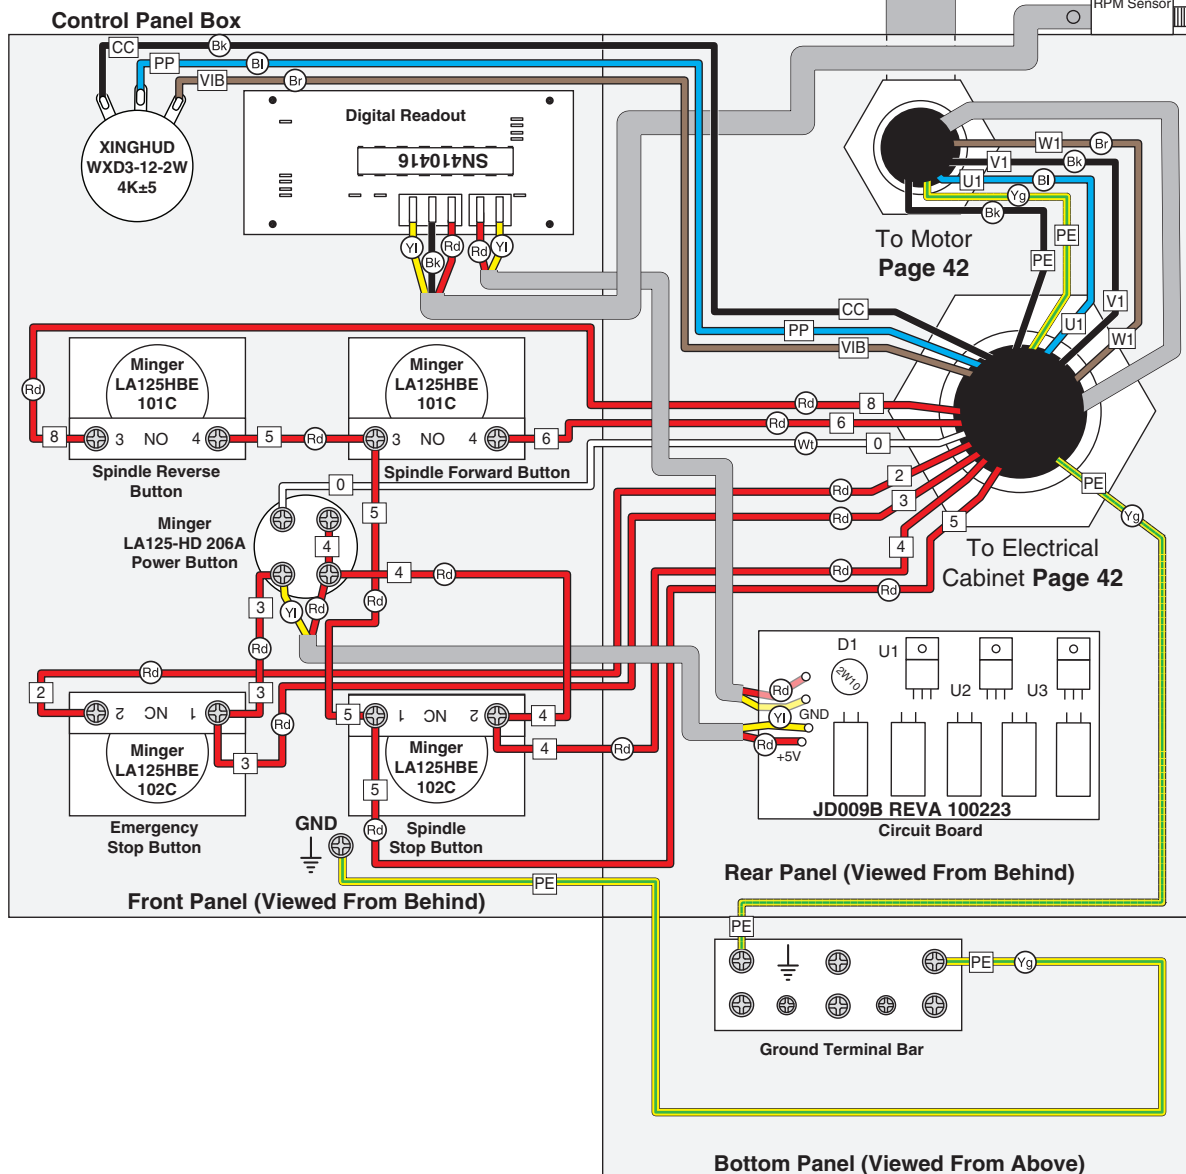 RPM Sensor
Control Panel Box
CC
Bk
PP
Bl
VIB
Br
XINGHUD
WXD3-12-2W
4K±5
Digital Readout
SN410416
Yl
Bk
Rd
Rd
Yl
W1
Br
V1
Bk
U1
Bl
Yg
Bk
PE
PE
To Motor
Page 42
V1
U1
W1
CC
PP
VIB
Minger
LA125HBE
101C
Minger
LA125HBE
101C
Rd
Rd
8
Rd
6
Wt
0
8
3 NO 4
5
Rd
3 NO 4
6
Spindle Reverse
Button
Spindle Forward Button
0
2
Rd
3
Rd
5
4
PE
Yg
Minger
LA125-HD 206A
Power Button
5
4
4
Rd
To Electrical
Cabinet Page 42
Rd
Rd
3
Yl
Rd
Rd
Rd
Rd
2
3
2 NC 1
Rd
3
Minger
LA125HBE
102C
5
1 NC 2
4
4
Rd
Minger
LA125HBE
102C
5
Rd
D1
2W10
U1
U2
U3
Rd
Yl
GND
Rd
+5V
JD009B REVA 100223
Circuit Board
Emergency
Stop Button
GND
Spindle
Stop Button
PE
Front Panel (Viewed From Behind)
Rear Panel (Viewed From Behind)
PE
PE
Yg
Ground Terminal Bar
Bottom Panel (Viewed From Above)